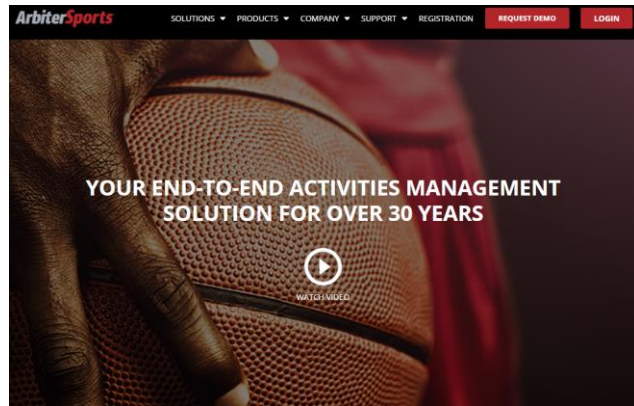 ArbiterSports
SOLUTIONS
PRODUCTS
COMPANY
SUPPORT
REGISTRATION
REQUEST DEMO
LOGIN
YOUR END-TO-END ACTIVITIES MANAGEMENT
SOLUTION FOR OVER 30 YEARS
WATCH VIDEO